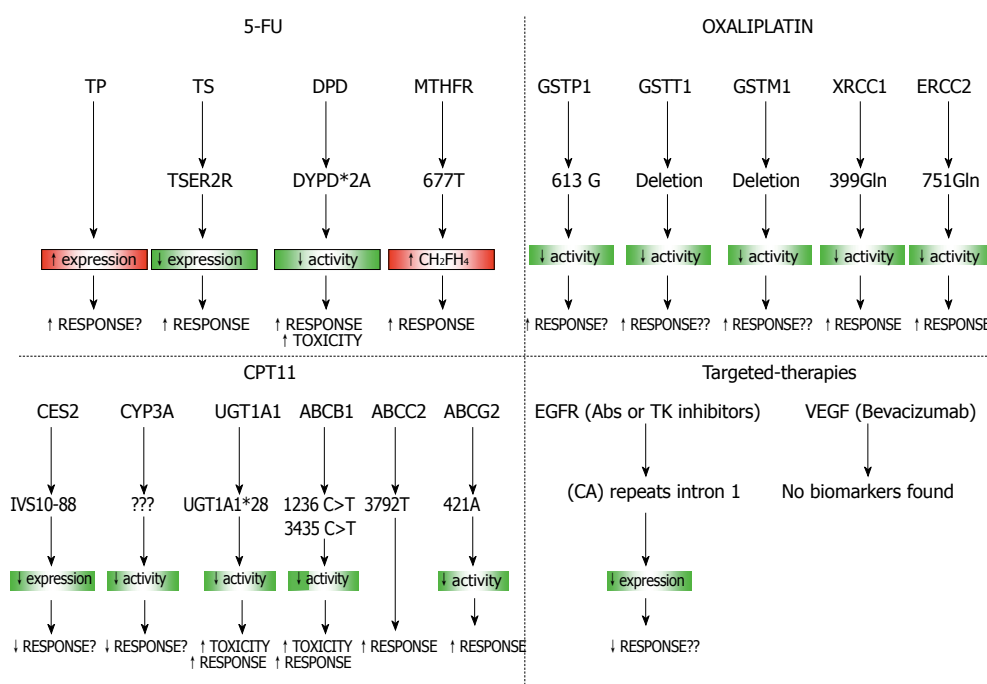 5-FU
TP TS DPD MTHFR
TSER2R DYPD*2A 677T
↑ expression ↓ expression ↓ activity ↑ CH₂FH₄
↑ RESPONSE? ↑ RESPONSE ↑ RESPONSE ↑ RESPONSE
↑ TOXICITY
OXALIPLATIN
GSTP1 GSTT1 GSTM1 XRCC1 ERCC2
613 G Deletion Deletion 399Gln 751Gln
↓ activity ↓ activity ↓ activity ↓ activity ↓ activity
↑ RESPONSE? ↑ RESPONSE?? ↑ RESPONSE?? ↑ RESPONSE ↑ RESPONSE
CPT11
CES2 CYP3A UGT1A1 ABCB1 ABCC2 ABCG2
IVS10-88 ??? UGT1A1*28 1236 C>T 3792T 421A
3435 C>T
↓ expression ↓ activity ↓ activity ↓ activity ↓ activity
↓ RESPONSE? ↓ RESPONSE? ↑ TOXICITY ↑ TOXICITY ↑ RESPONSE ↑ RESPONSE
↑ RESPONSE ↑ RESPONSE
Targeted-therapies
EGFR (Abs or TK inhibitors) VEGF (Bevacizumab)
(CA) repeats intron 1 No biomarkers found
↓ expression
↓ RESPONSE??